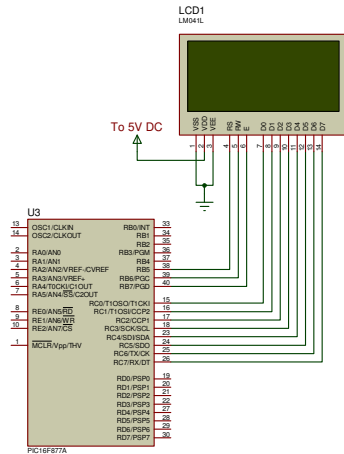 LCD1
LM041L
VSS
VDD
VEE
RS
RW
E
D0
D1
D2
D3
D4
D5
D6
D7
1
2
3
4
5
6
7
8
9
10
11
12
13
14
To 5V DC
U3
13 OSC1/CLKIN RB0/INT 33
14 OSC2/CLKOUT RB1 34
RB2 35
2 RA0/AN0 RB3/PGM 36
3 RA1/AN1 RB4 37
4 RA2/AN2/VREF-/CVREF RB5 38
5 RA3/AN3/VREF+ RB6/PGC 39
6 RA4/T0CKI/C1OUT RB7/PGD 40
7 RA5/AN4/SS/C2OUT
RC0/T1OSO/T1CKI 15
8 RE0/AN5/RD RC1/T1OSI/CCP2 16
9 RE1/AN6/WR RC2/CCP1 17
10 RE2/AN7/CS RC3/SCK/SCL 18
RC4/SDI/SDA 23
1 MCLR/Vpp/THV RC5/SDO 24
RC6/TX/CK 25
RC7/RX/DT 26
RD0/PSP0 19
RD1/PSP1 20
RD2/PSP2 21
RD3/PSP3 22
RD4/PSP4 27
RD5/PSP5 28
RD6/PSP6 29
RD7/PSP7 30
PIC16F877A